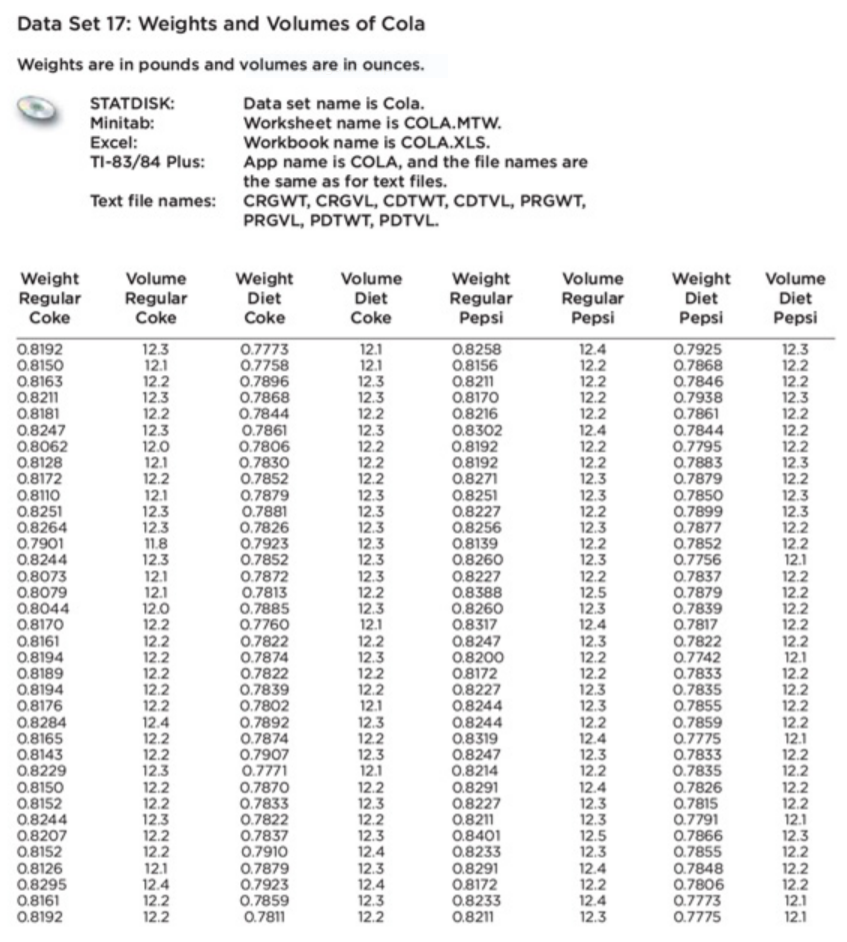 Data Set 17: Weights and Volumes of Cola
Weights are in pounds and volumes are in ounces.
STATDISK: Data set name is Cola.
Minitab: Worksheet name is COLA.MTW.
Excel: Workbook name is COLA.XLS.
TI-83/84 Plus: App name is COLA, and the file names are
the same as for text files.
Text file names: CRGWT, CRGVL, CDTWT, CDTVL, PRGWT,
PRGVL, PDTWT, PDTVL.
Weight Volume Weight Volume Weight Volume Weight Volume
Regular Regular Diet Diet Regular Regular Diet Diet
Coke Coke Coke Coke Pepsi Pepsi Pepsi Pepsi
0.8192 12.3 0.7773 12.1 0.8258 12.4 0.7925 12.3
0.8150 12.1 0.7758 12.1 0.8156 12.2 0.7868 12.2
0.8163 12.2 0.7896 12.3 0.8211 12.2 0.7846 12.2
0.8211 12.3 0.7868 12.3 0.8170 12.2 0.7938 12.3
0.8181 12.2 0.7844 12.2 0.8216 12.2 0.7861 12.2
0.8247 12.3 0.7861 12.3 0.8302 12.4 0.7844 12.2
0.8062 12.0 0.7806 12.2 0.8192 12.2 0.7795 12.2
0.8128 12.1 0.7830 12.2 0.8192 12.2 0.7883 12.3
0.8172 12.2 0.7852 12.2 0.8271 12.3 0.7879 12.2
0.8110 12.1 0.7879 12.3 0.8251 12.3 0.7850 12.3
0.8251 12.3 0.7881 12.3 0.8227 12.2 0.7899 12.3
0.8264 12.3 0.7826 12.3 0.8256 12.3 0.7877 12.2
0.7901 11.8 0.7923 12.3 0.8139 12.2 0.7852 12.2
0.8244 12.3 0.7852 12.3 0.8260 12.3 0.7756 12.1
0.8073 12.1 0.7872 12.3 0.8227 12.2 0.7837 12.2
0.8079 12.1 0.7813 12.2 0.8388 12.5 0.7879 12.2
0.8044 12.0 0.7885 12.3 0.8260 12.3 0.7839 12.2
0.8170 12.2 0.7760 12.1 0.8317 12.4 0.7817 12.2
0.8161 12.2 0.7822 12.2 0.8247 12.3 0.7822 12.2
0.8194 12.2 0.7874 12.3 0.8200 12.2 0.7742 12.1
0.8189 12.2 0.7822 12.2 0.8172 12.2 0.7833 12.2
0.8194 12.2 0.7839 12.2 0.8227 12.3 0.7835 12.2
0.8176 12.2 0.7802 12.1 0.8244 12.3 0.7855 12.2
0.8284 12.4 0.7892 12.3 0.8244 12.2 0.7859 12.2
0.8165 12.2 0.7874 12.2 0.8319 12.4 0.7775 12.1
0.8143 12.2 0.7907 12.3 0.8247 12.3 0.7833 12.2
0.8229 12.3 0.7771 12.1 0.8214 12.2 0.7835 12.2
0.8150 12.2 0.7870 12.2 0.8291 12.4 0.7826 12.2
0.8152 12.2 0.7833 12.3 0.8227 12.3 0.7815 12.2
0.8244 12.3 0.7822 12.2 0.8211 12.3 0.7791 12.1
0.8207 12.2 0.7837 12.3 0.8401 12.5 0.7866 12.3
0.8152 12.2 0.7910 12.4 0.8233 12.3 0.7855 12.2
0.8126 12.1 0.7879 12.3 0.8291 12.4 0.7848 12.2
0.8295 12.4 0.7923 12.4 0.8172 12.2 0.7806 12.2
0.8161 12.2 0.7859 12.3 0.8233 12.4 0.7773 12.1
0.8192 12.2 0.7811 12.2 0.8211 12.3 0.7775 12.1